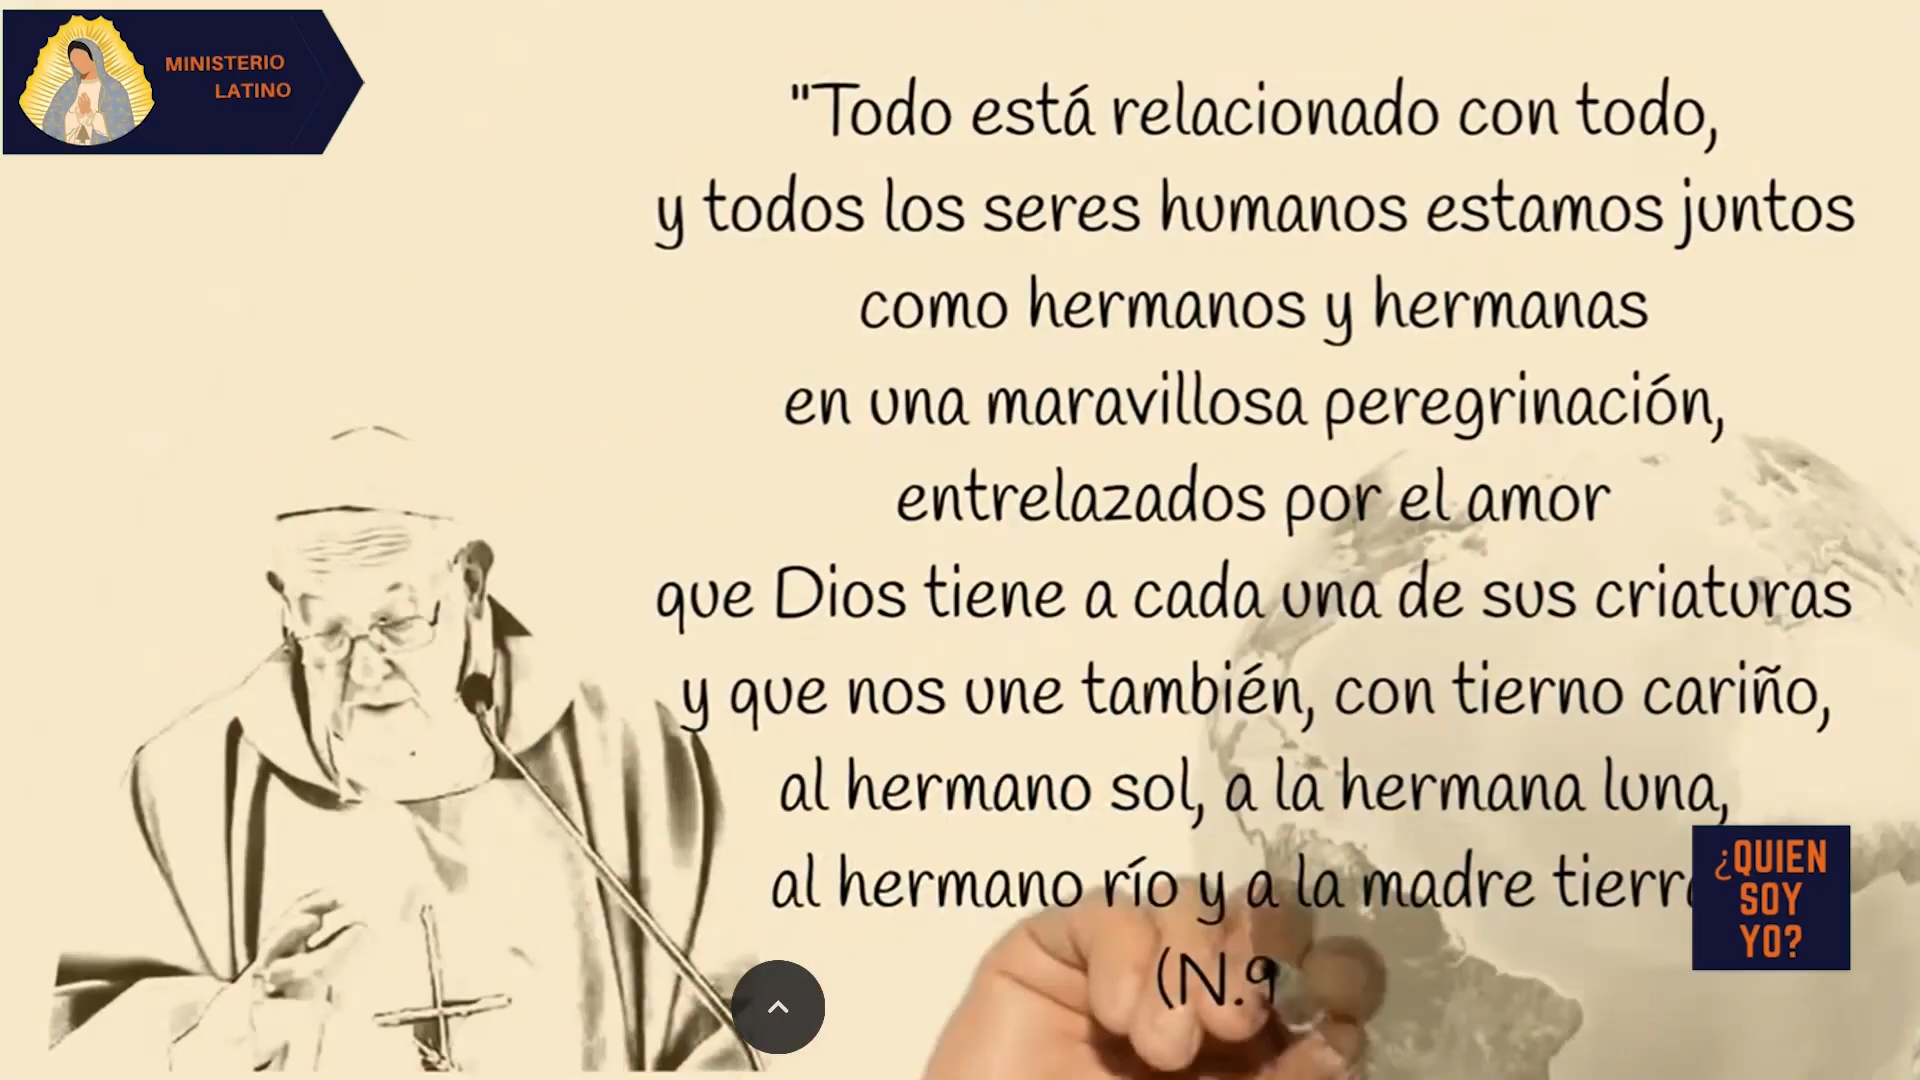 MINISTERIO
LATINO
"Todo está relacionado con todo,
y todos los seres humanos estamos juntos
como hermanos y hermanas
en una maravillosa peregrinación,
entrelazados por el amor
que Dios tiene a cada una de sus criaturas
y que nos une también, con tierno cariño,
al hermano sol, a la hermana luna,
al hermano río y a la madre
(N.9
¿QUIEN
SOY
YO?